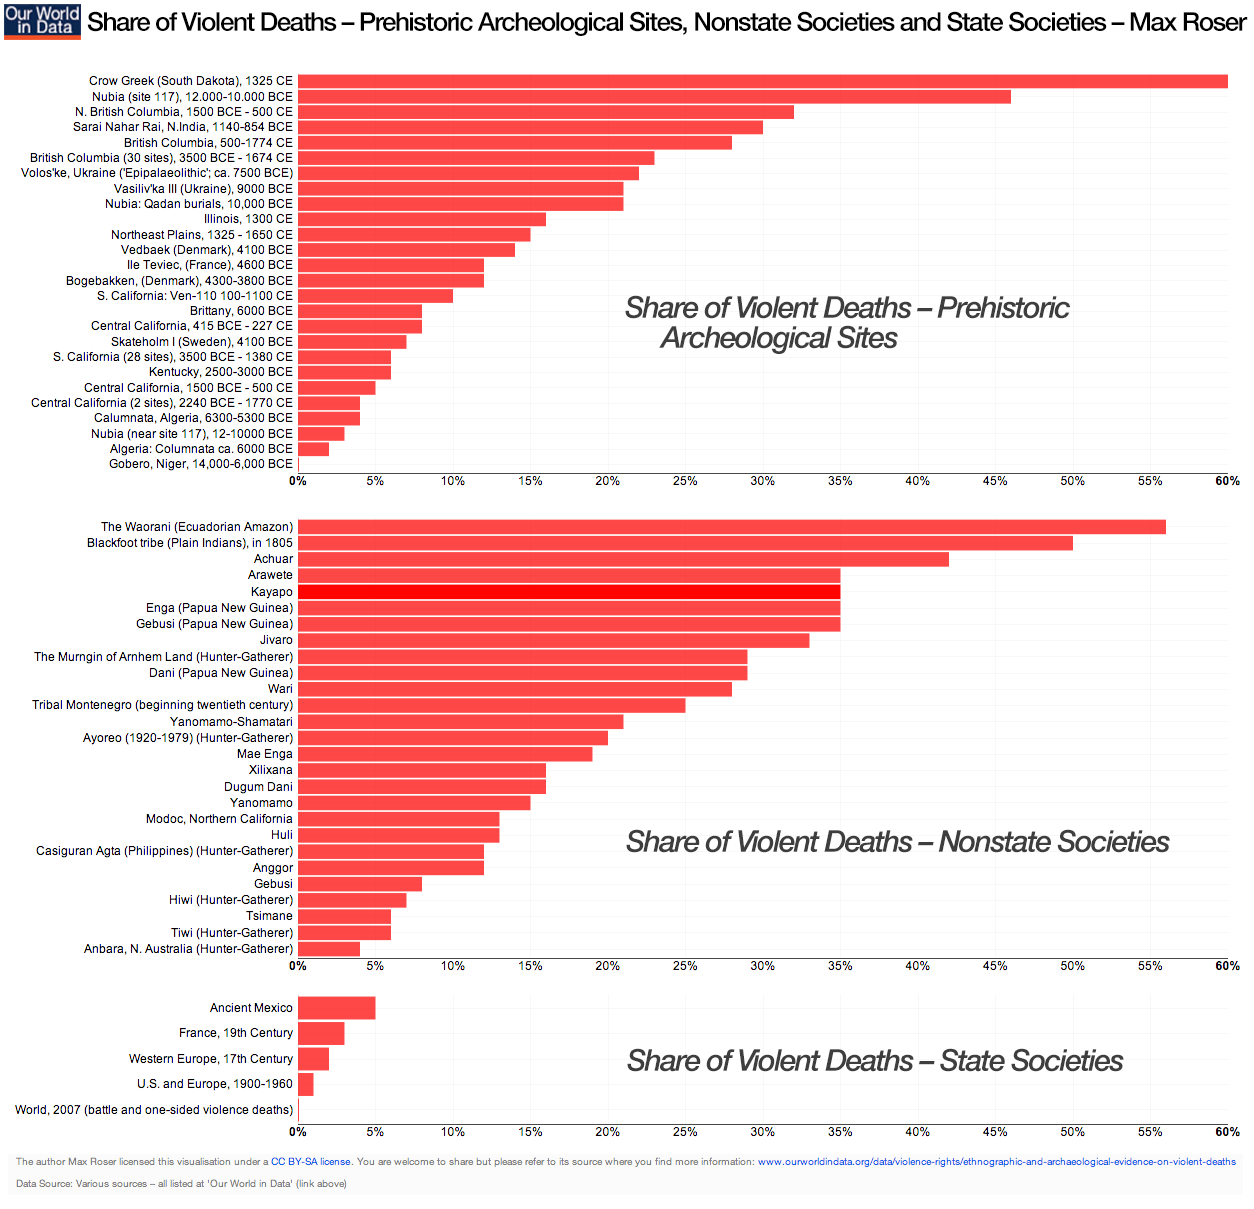 Our World
in Data
Share of Violent Deaths – Prehistoric Archeological Sites, Nonstate Societies and State Societies – Max Roser
Crow Greek (South Dakota), 1325 CE
Nubia (site 117), 12.000-10.000 BCE
N. British Columbia, 1500 BCE - 500 CE
Sarai Nahar Rai, N.India, 1140-854 BCE
British Columbia, 500-1774 CE
British Columbia (30 sites), 3500 BCE - 1674 CE
Volos'ke, Ukraine ('Epipalaeolithic'; ca. 7500 BCE)
Vasiliv'ka III (Ukraine), 9000 BCE
Nubia: Qadan burials, 10,000 BCE
Illinois, 1300 CE
Northeast Plains, 1325 - 1650 CE
Vedbaek (Denmark), 4100 BCE
Ile Teviec, (France), 4600 BCE
Bogebakken, (Denmark), 4300-3800 BCE
S. California: Ven-110 100-1100 CE
Brittany, 6000 BCE
Central California, 415 BCE - 227 CE
Skateholm I (Sweden), 4100 BCE
S. California (28 sites), 3500 BCE - 1380 CE
Kentucky, 2500-3000 BCE
Central California, 1500 BCE - 500 CE
Central California (2 sites), 2240 BCE - 1770 CE
Calumnata, Algeria, 6300-5300 BCE
Nubia (near site 117), 12-10000 BCE
Algeria: Columnata ca. 6000 BCE
Gobero, Niger, 14,000-6,000 BCE
Share of Violent Deaths – Prehistoric
Archeological Sites
0% 5% 10% 15% 20% 25% 30% 35% 40% 45% 50% 55% 60%
The Waorani (Ecuadorian Amazon)
Blackfoot tribe (Plain Indians), in 1805
Achuar
Arawete
Kayapo
Enga (Papua New Guinea)
Gebusi (Papua New Guinea)
Jivaro
The Murngin of Arnhem Land (Hunter-Gatherer)
Dani (Papua New Guinea)
Wari
Tribal Montenegro (beginning twentieth century)
Yanomamo-Shamatari
Ayoreo (1920-1979) (Hunter-Gatherer)
Mae Enga
Xilixana
Dugum Dani
Yanomamo
Modoc, Northern California
Huli
Casiguran Agta (Philippines) (Hunter-Gatherer)
Anggor
Gebusi
Hiwi (Hunter-Gatherer)
Tsimane
Tiwi (Hunter-Gatherer)
Anbara, N. Australia (Hunter-Gatherer)
Share of Violent Deaths – Nonstate Societies
0% 5% 10% 15% 20% 25% 30% 35% 40% 45% 50% 55% 60%
Ancient Mexico
France, 19th Century
Western Europe, 17th Century
U.S. and Europe, 1900-1960
World, 2007 (battle and one-sided violence deaths)
Share of Violent Deaths – State Societies
0% 5% 10% 15% 20% 25% 30% 35% 40% 45% 50% 55% 60%
The author Max Roser licensed this visualisation under a CC BY-SA license. You are welcome to share but please refer to its source where you find more information: www.ourworldindata.org/data/violence-rights/ethnographic-and-archaeological-evidence-on-violent-deaths
Data Source: Various sources – all listed at 'Our World in Data' (link above)